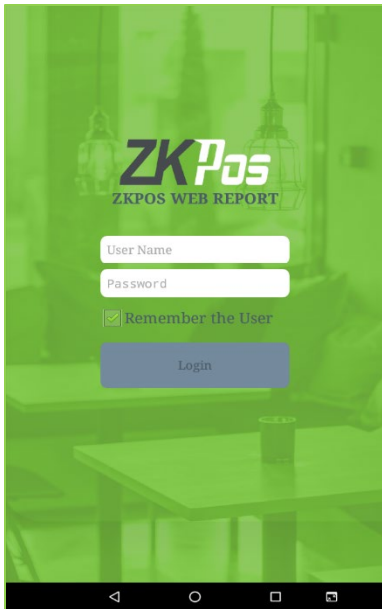 ZKPos
ZKPOS WEB REPORT
User Name
Password
Remember the User
Login